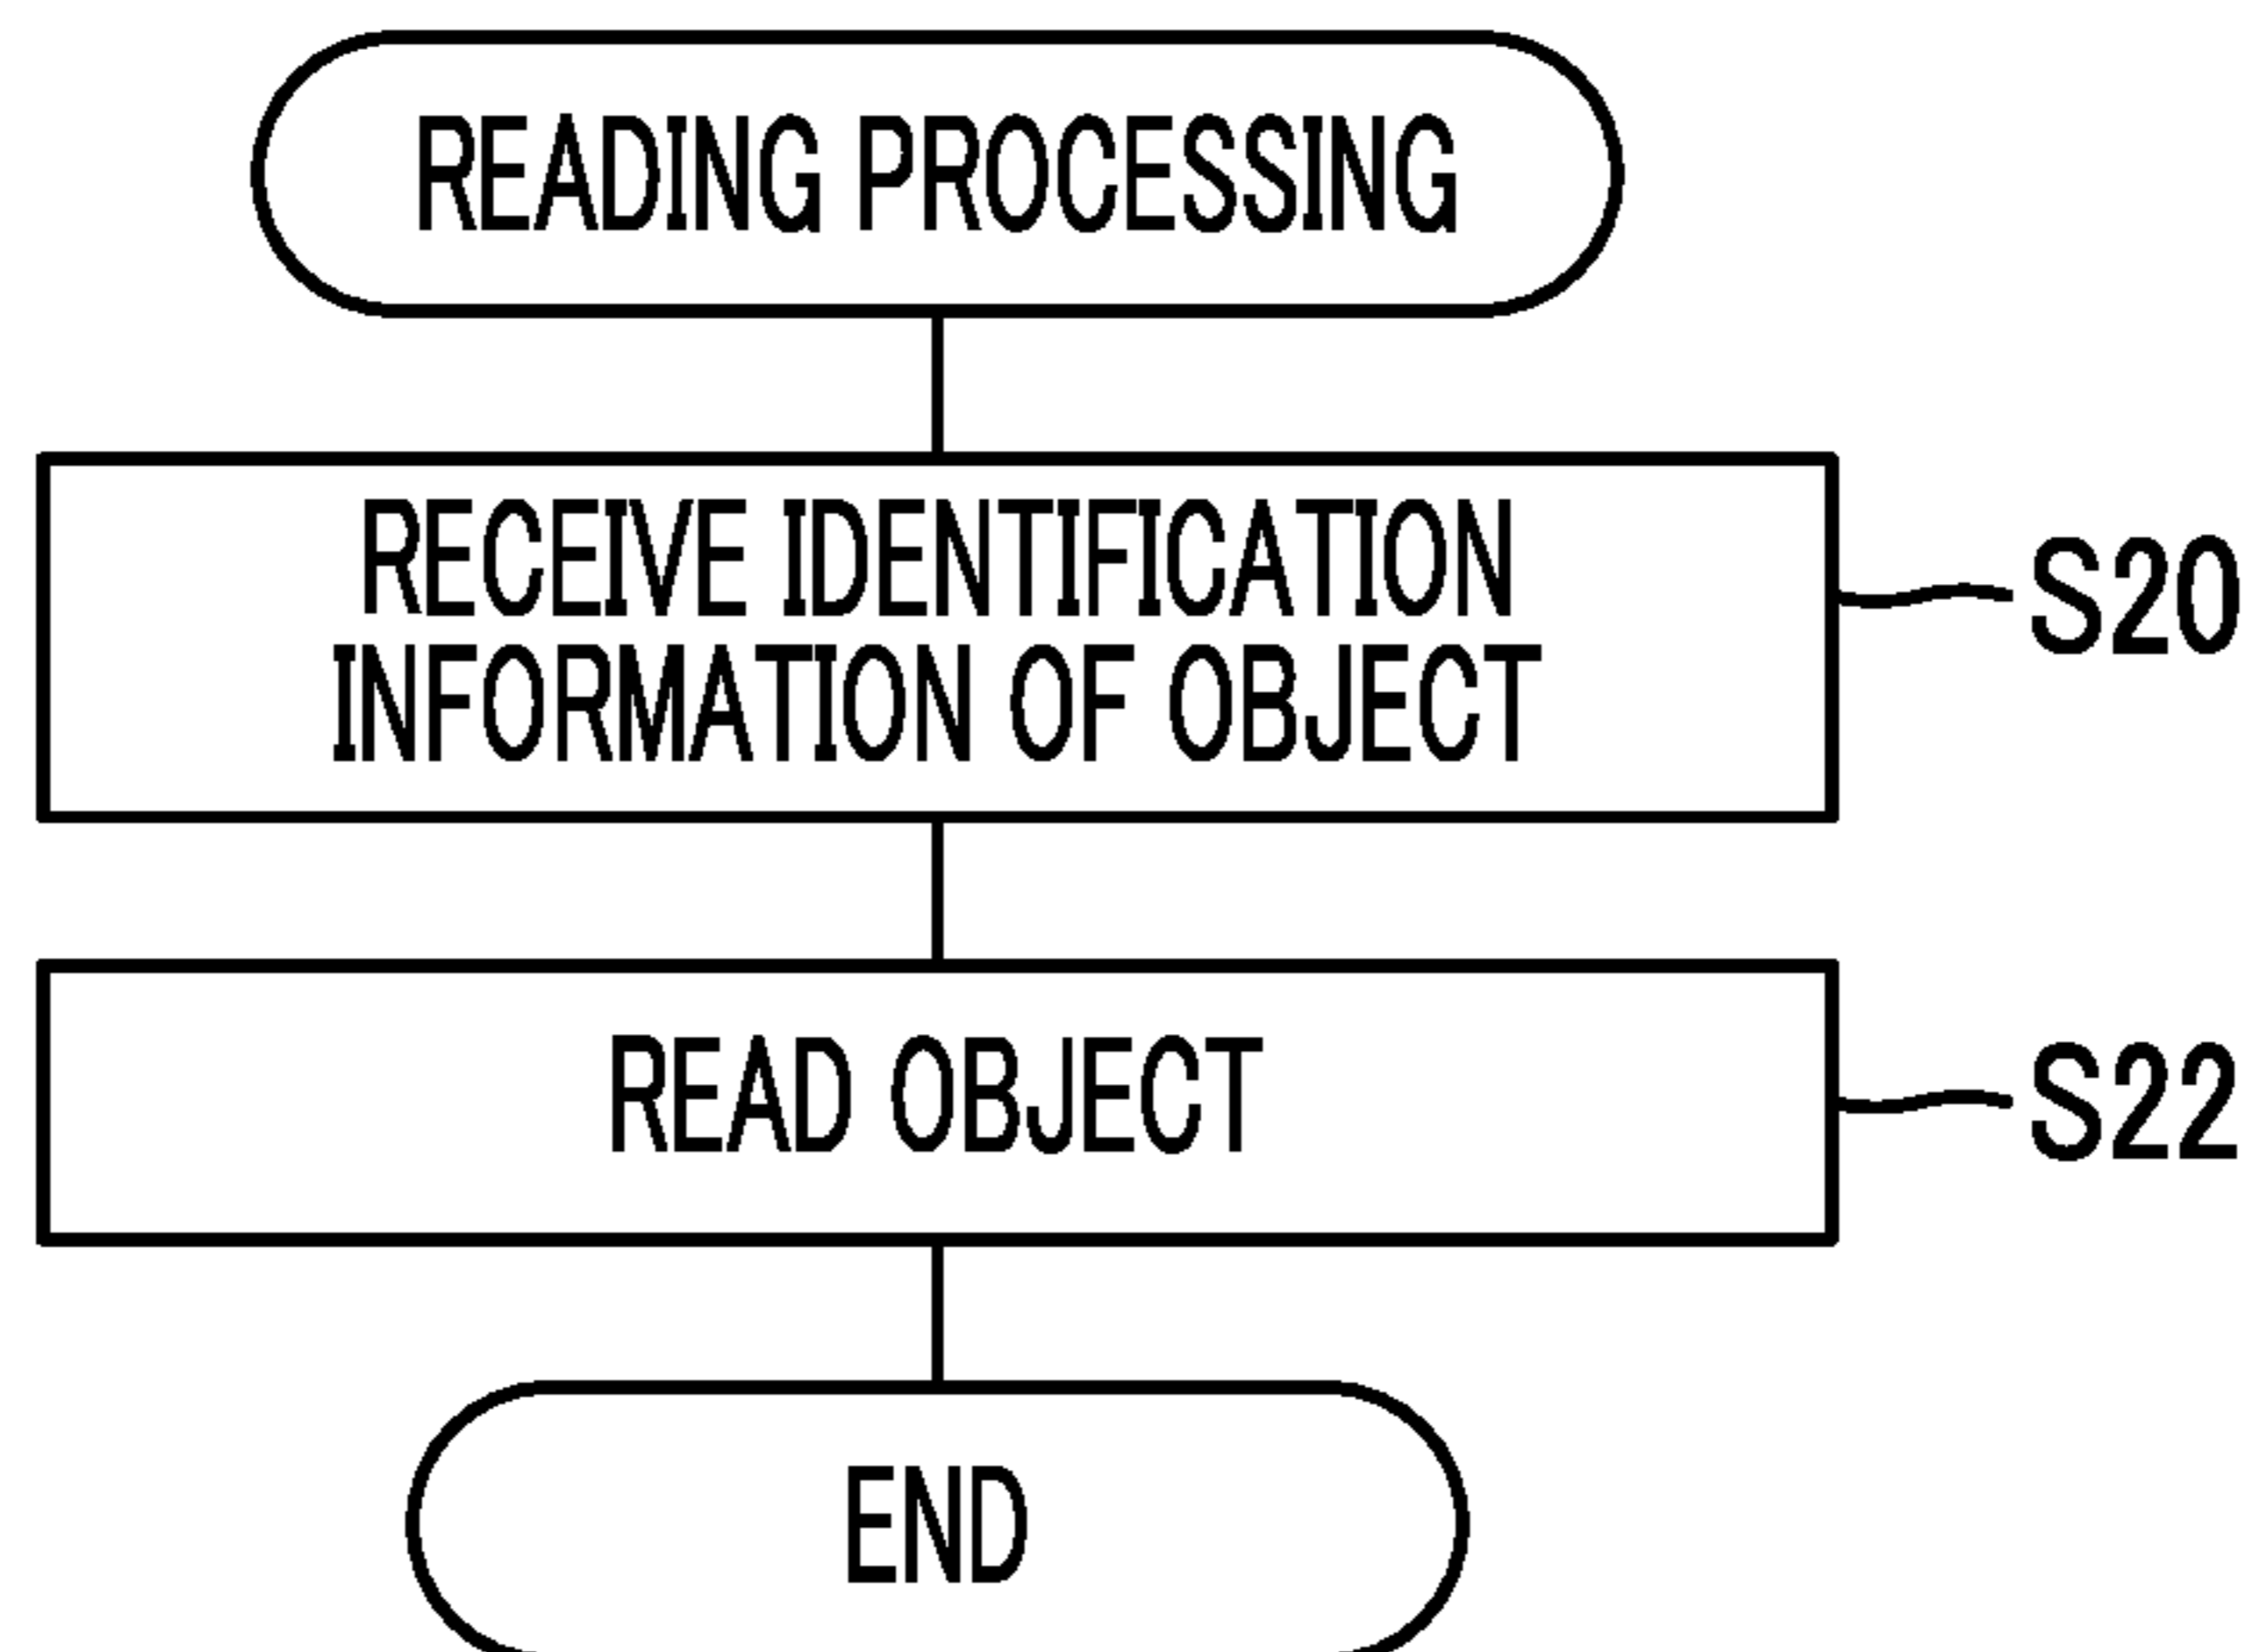 READING PROCESSING
RECEIVE IDENTIFICATION
INFORMATION OF OBJECT
S20
READ OBJECT
S22
END